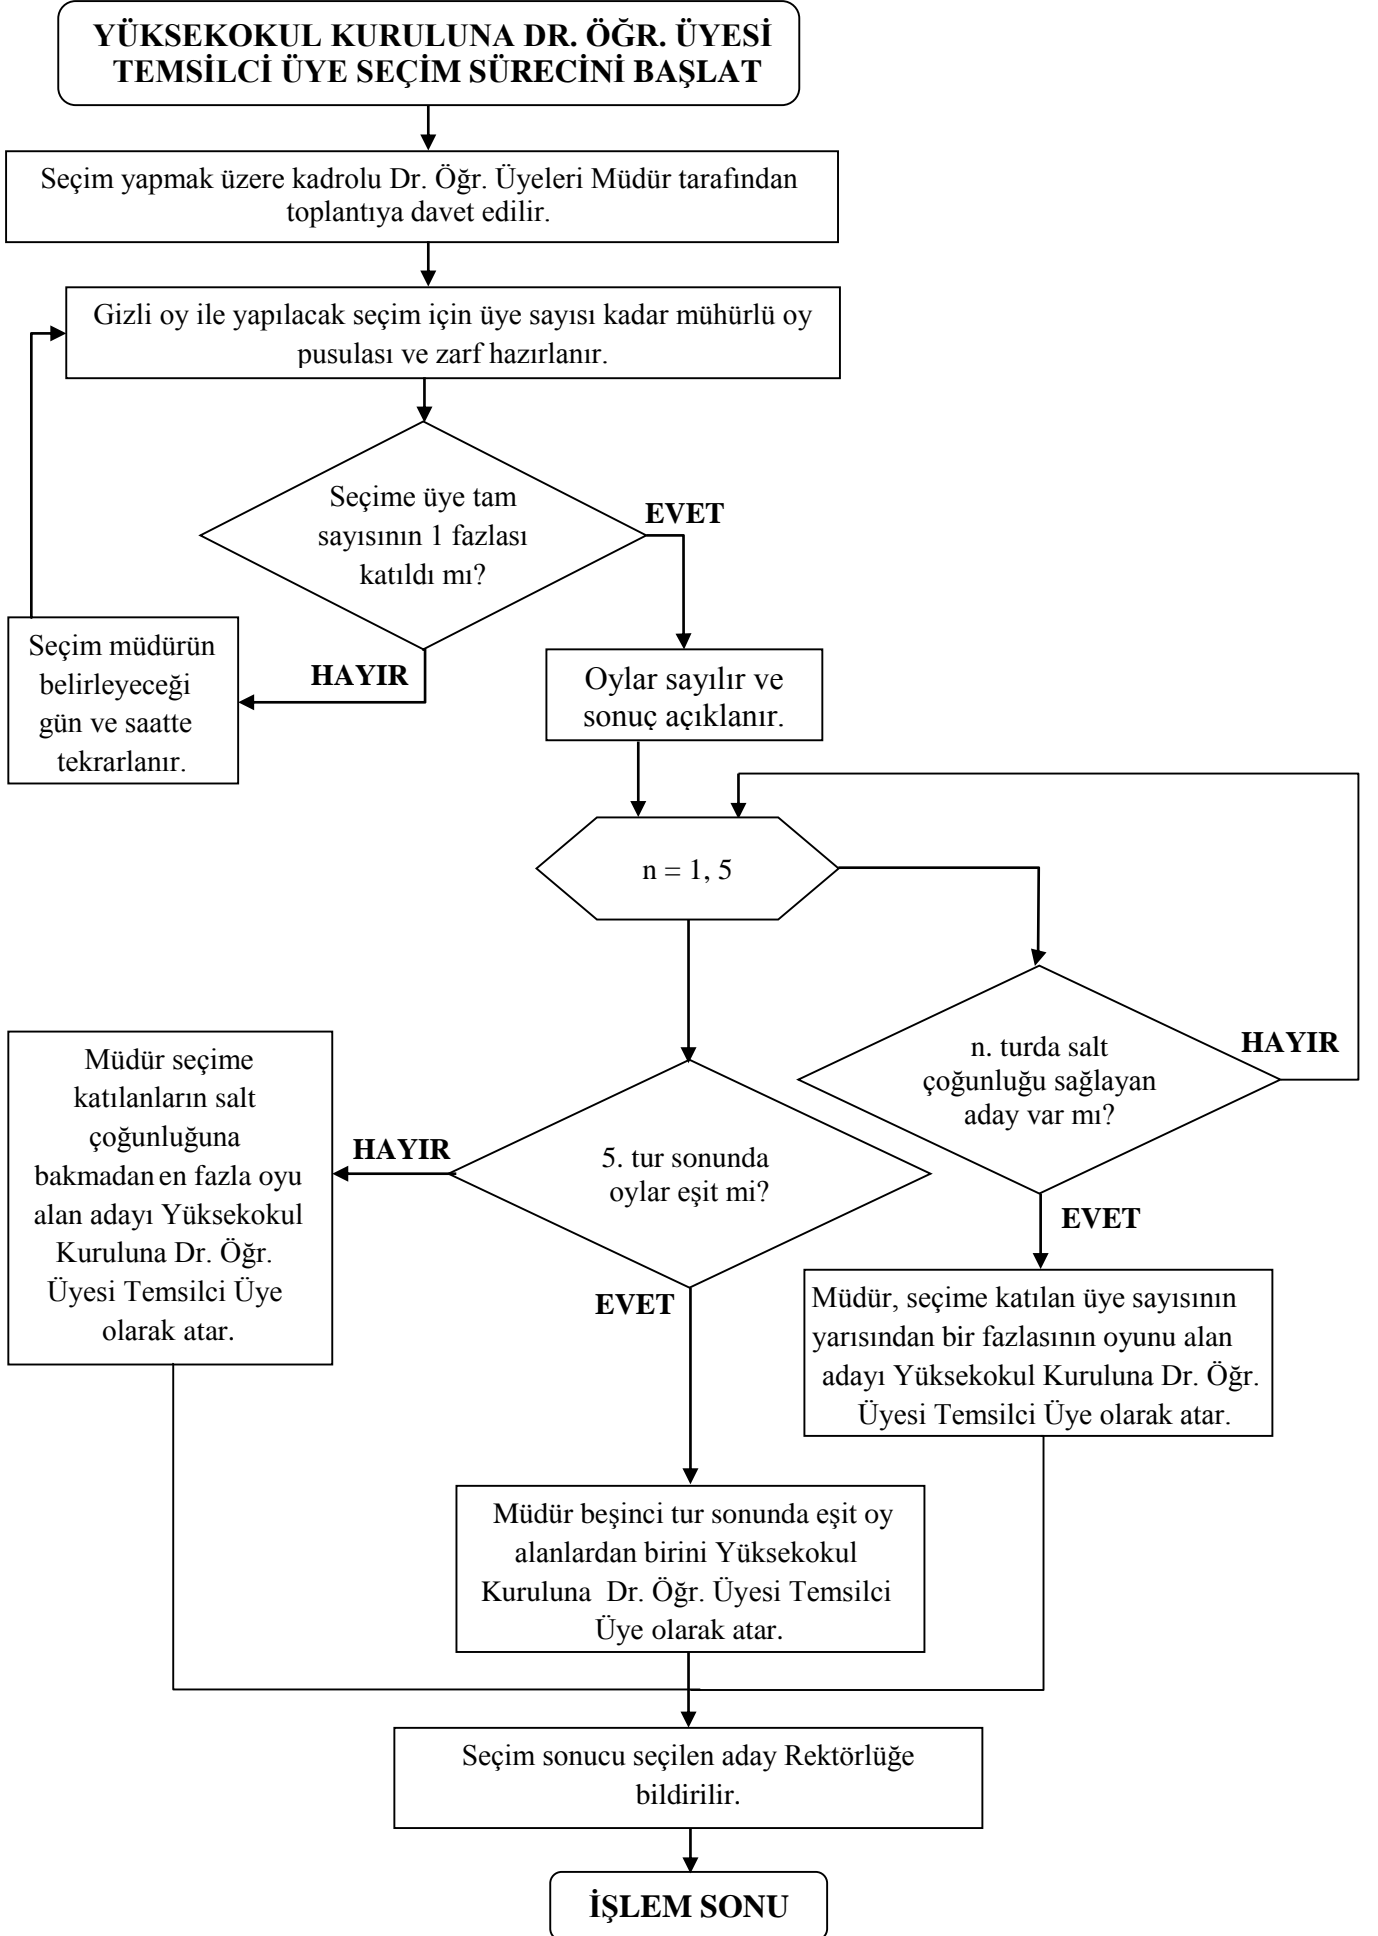 YÜKSEKOKUL KURULUNA DR. ÖĞR. ÜYESİ
TEMSİLCİ ÜYE SEÇİM SÜRECİNİ BAŞLAT
Seçim yapmak üzere kadrolu Dr. Öğr. Üyeleri Müdür tarafından
toplantıya davet edilir.
Gizli oy ile yapılacak seçim için üye sayısı kadar mühürlü oy
pusulası ve zarf hazırlanır.
Seçime üye tam
sayısının 1 fazlası
katıldı mı?
EVET
HAYIR
Seçim müdürün
belirleyeceği
gün ve saatte
tekrarlanır.
Oylar sayılır ve
sonuç açıklanır.
n = 1, 5
n. turda salt
çoğunluğu sağlayan
aday var mı?
HAYIR
EVET
5. tur sonunda
oylar eşit mi?
HAYIR
EVET
Müdür seçime
katılanların salt
çoğunluğuna
bakmadan en fazla oyu
alan adayı Yüksekokul
Kuruluna Dr. Öğr.
Üyesi Temsilci Üye
olarak atar.
Müdür, seçime katılan üye sayısının
yarısından bir fazlasının oyunu alan
adayı Yüksekokul Kuruluna Dr. Öğr.
Üyesi Temsilci Üye olarak atar.
Müdür beşinci tur sonunda eşit oy
alanlardan birini Yüksekokul
Kuruluna Dr. Öğr. Üyesi Temsilci
Üye olarak atar.
Seçim sonucu seçilen aday Rektörlüğe
bildirilir.
İŞLEM SONU